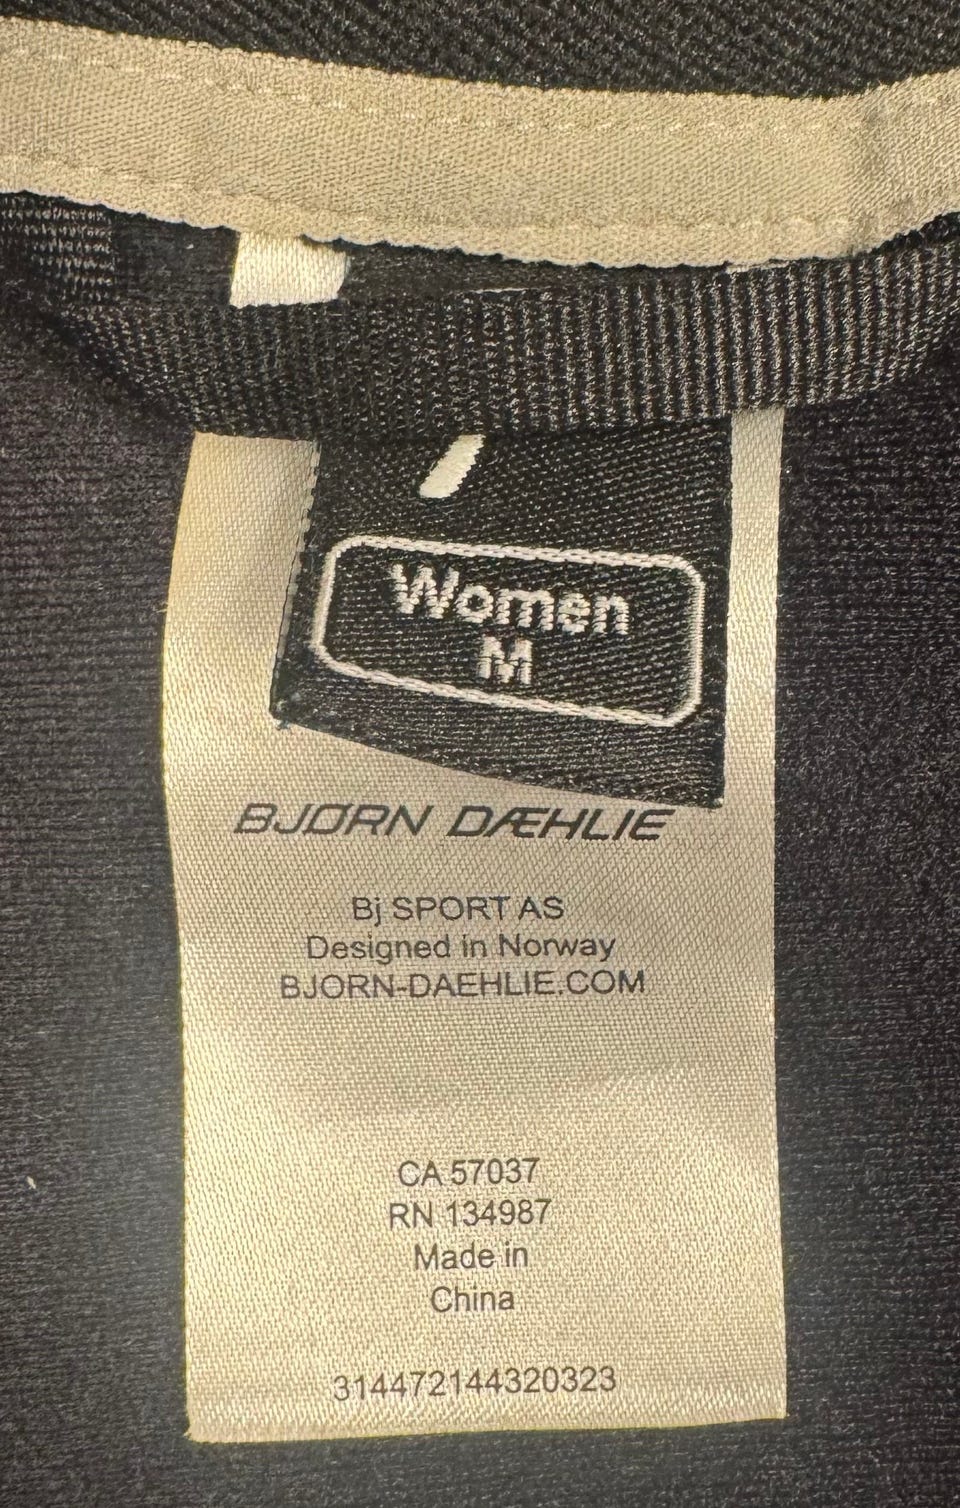 Women
M
BJØRN DÆHLIE
Bj SPORT AS
Designed in Norway
BJORN-DAEHLIE.COM
CA 57037
RN 134987
Made in
China
314472144320323